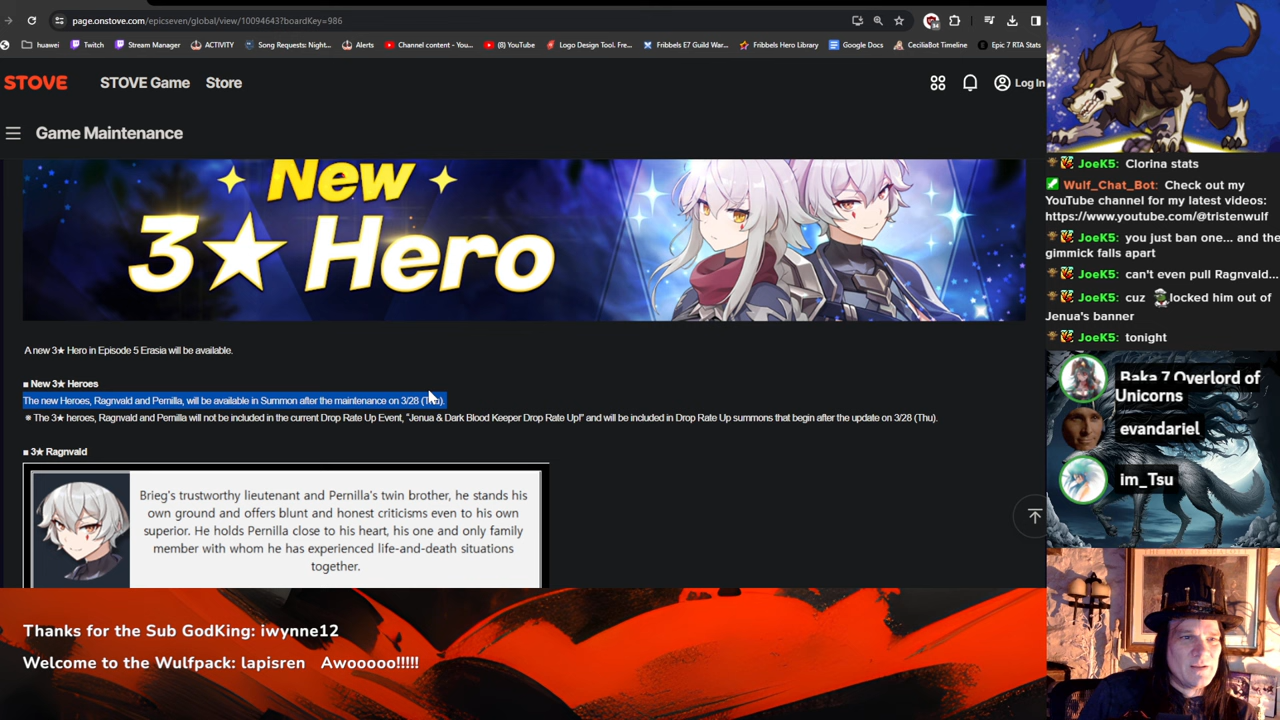 page.onstove.com/epicseven/global/view/10094643?boardKey=986
huawei
Twitch
Stream Manager
ACTIVITY
Song Requests: Night...
Alerts
Channel content - You...
(8) YouTube
Logo Design Tool. Fre...
Fribbels E7 Guild War...
Fribbels Hero Library
Google Docs
CeciliaBot Timeline
Epic 7 RTA Stats
STOVE
STOVE Game
Store
Log In
Game Maintenance
New
3★ Hero
A new 3★ Hero in Episode 5 Erasia will be available.
■ New 3★ Heroes
The new Heroes, Ragnvald and Pernilla, will be available in Summon after the maintenance on 3/28 (Thu).
※ The 3★ heroes, Ragnvald and Pernilla will not be included in the current Drop Rate Up Event, "Jenua & Dark Blood Keeper Drop Rate Up!" and will be included in Drop Rate Up summons that begin after the update on 3/28 (Thu).
■ 3★ Ragnvald
Brieg's trustworthy lieutenant and Pernilla's twin brother, he stands his
own ground and offers blunt and honest criticisms even to his own
superior. He holds Pernilla close to his heart, his one and only family
member with whom he has experienced life-and-death situations
together.
JoeK5: Clorina stats
Wulf_Chat_Bot: Check out my
YouTube channel for my latest videos:
https://www.youtube.com/@tristenwulf
JoeK5: you just ban one... and the
gimmick falls apart
JoeK5: can't even pull Ragnvald...
JoeK5: cuz locked him out of
Jenua's banner
JoeK5: tonight
Baka 7 Overlord of
Unicorns
evandariel
im_Tsu
Thanks for the Sub GodKing: iwynne12
Welcome to the Wulfpack: lapisren Awooooo!!!!!